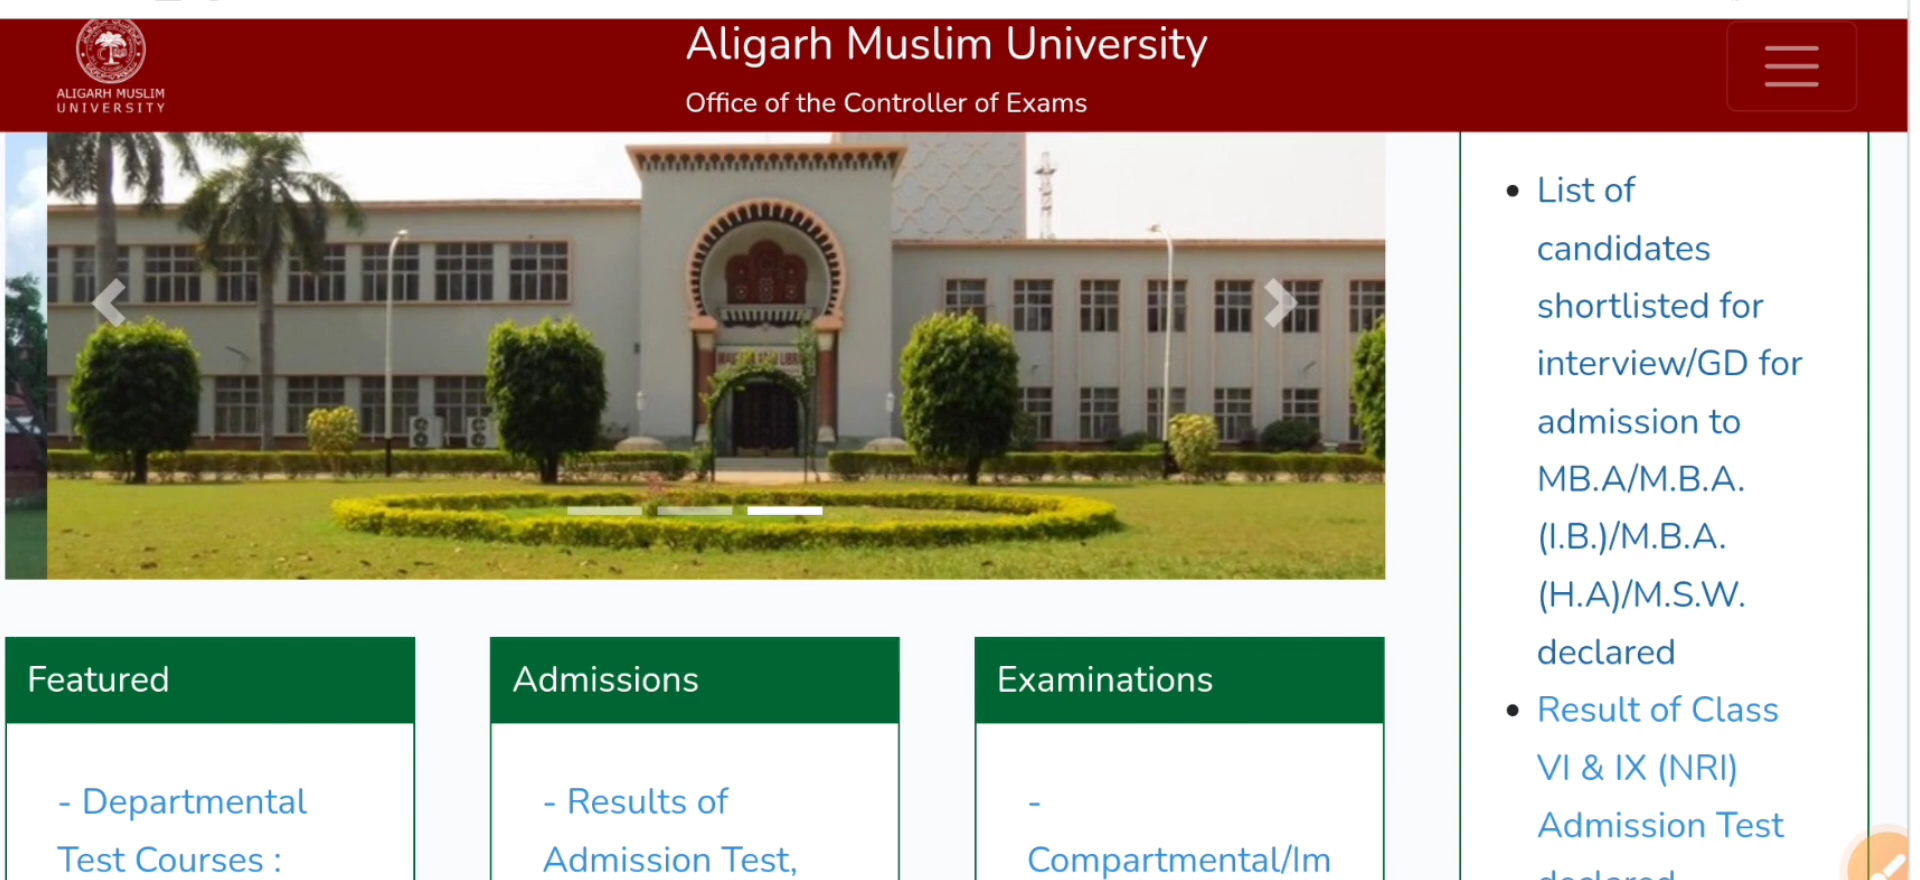 ALIGARH MUSLIM
UNIVERSITY
Aligarh Muslim University
Office of the Controller of Exams
List of
candidates
shortlisted for
interview/GD for
admission to
MB.A/M.B.A.
(I.B.)/M.B.A.
(H.A)/M.S.W.
declared
Result of Class
VI & IX (NRI)
Admission Test
declared
Featured
- Departmental
Test Courses :
Admissions
- Results of
Admission Test,
Examinations
-
Compartmental/Im